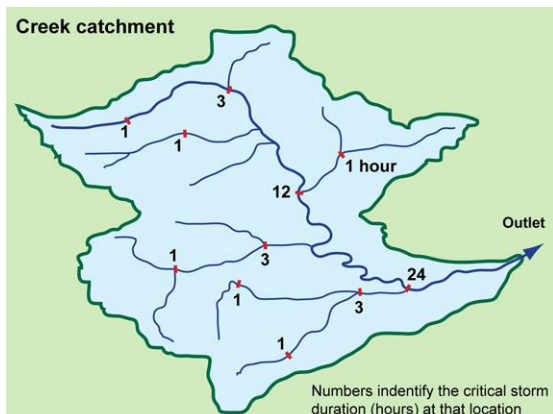 Creek catchment
3
1
1
1 hour
12
Outlet
1
3
24
1
3
1
Numbers indentify the critical storm
duration (hours) at that location